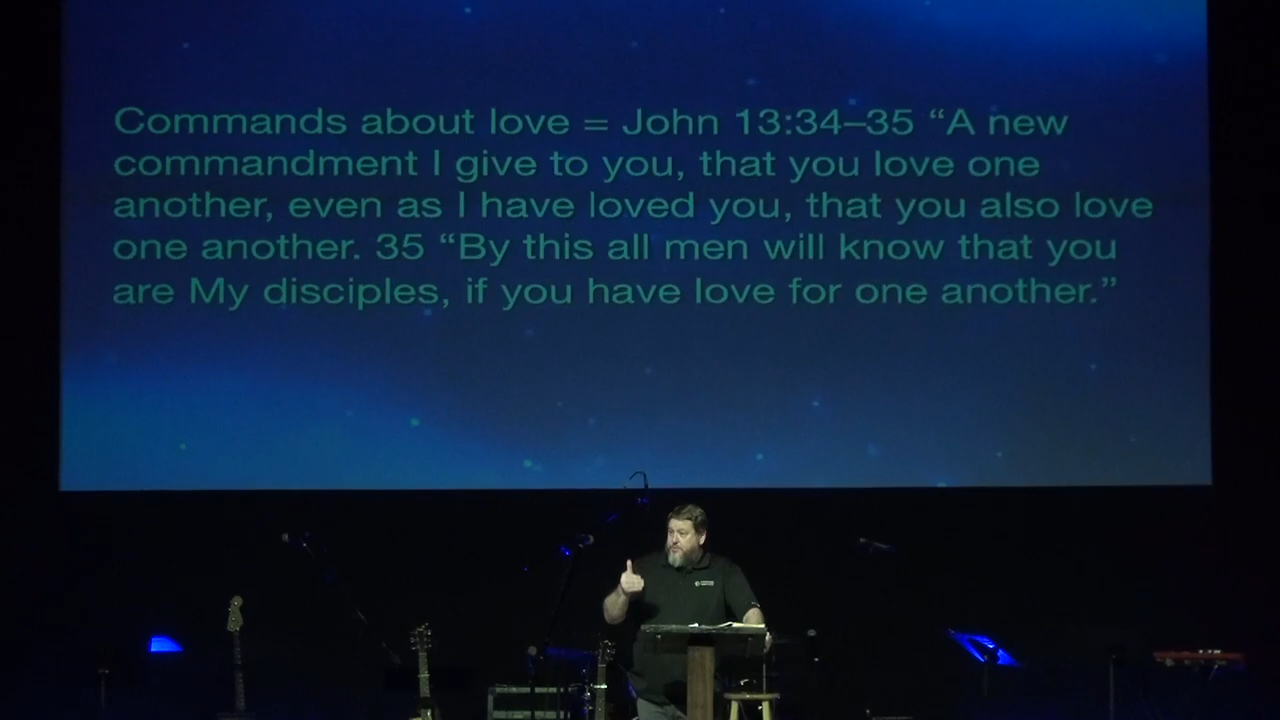 Commands about love = John 13:34–35 “A new
commandment I give to you, that you love one
another, even as I have loved you, that you also love
one another. 35 “By this all men will know that you
are My disciples, if you have love for one another.”